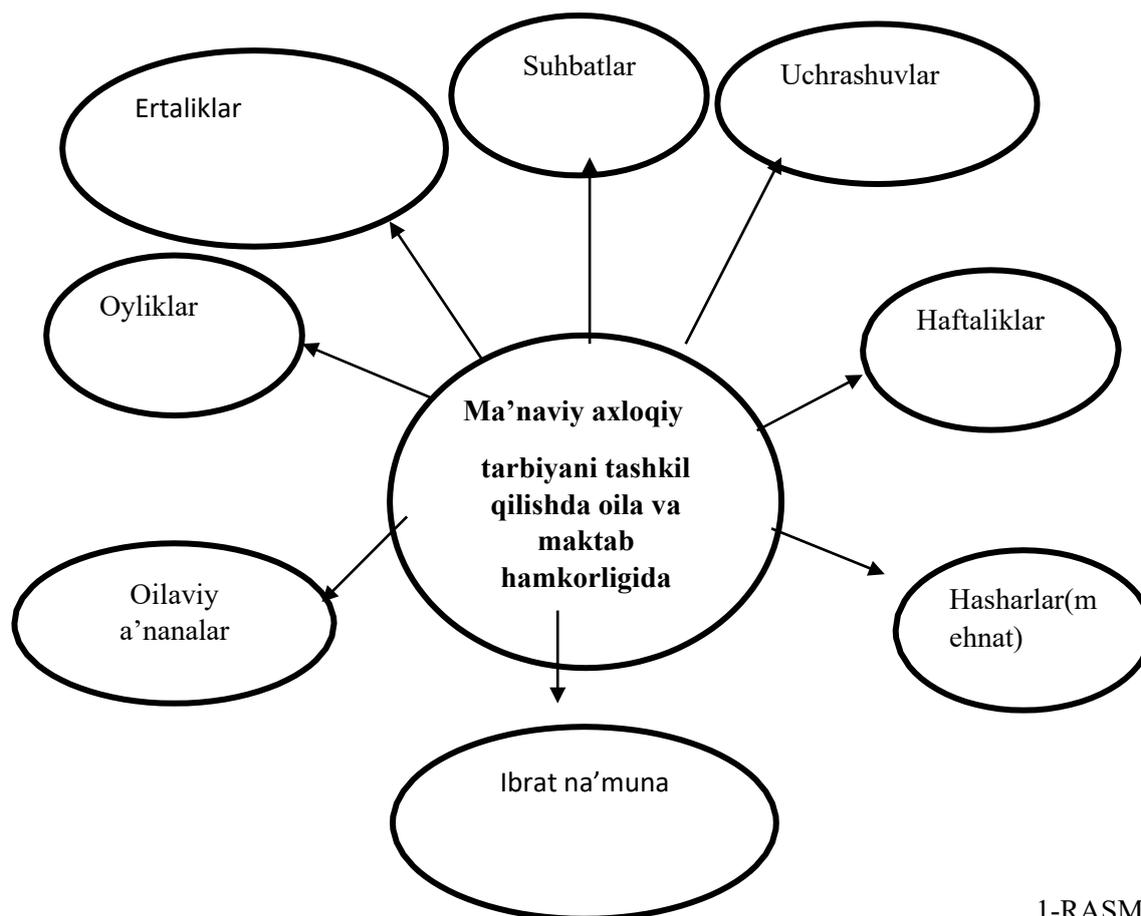 Suhbatlar
Uchrashuvlar
Ertaliklar
Oyliklar
Haftaliklar
Ma’naviy axloqiy
tarbiyani tashkil
qilishda oila va
maktab
hamkorligida
Oilaviy
a’nanalar
Hasharlar(m
ehnat)
Ibrat na’muna
1-RASM